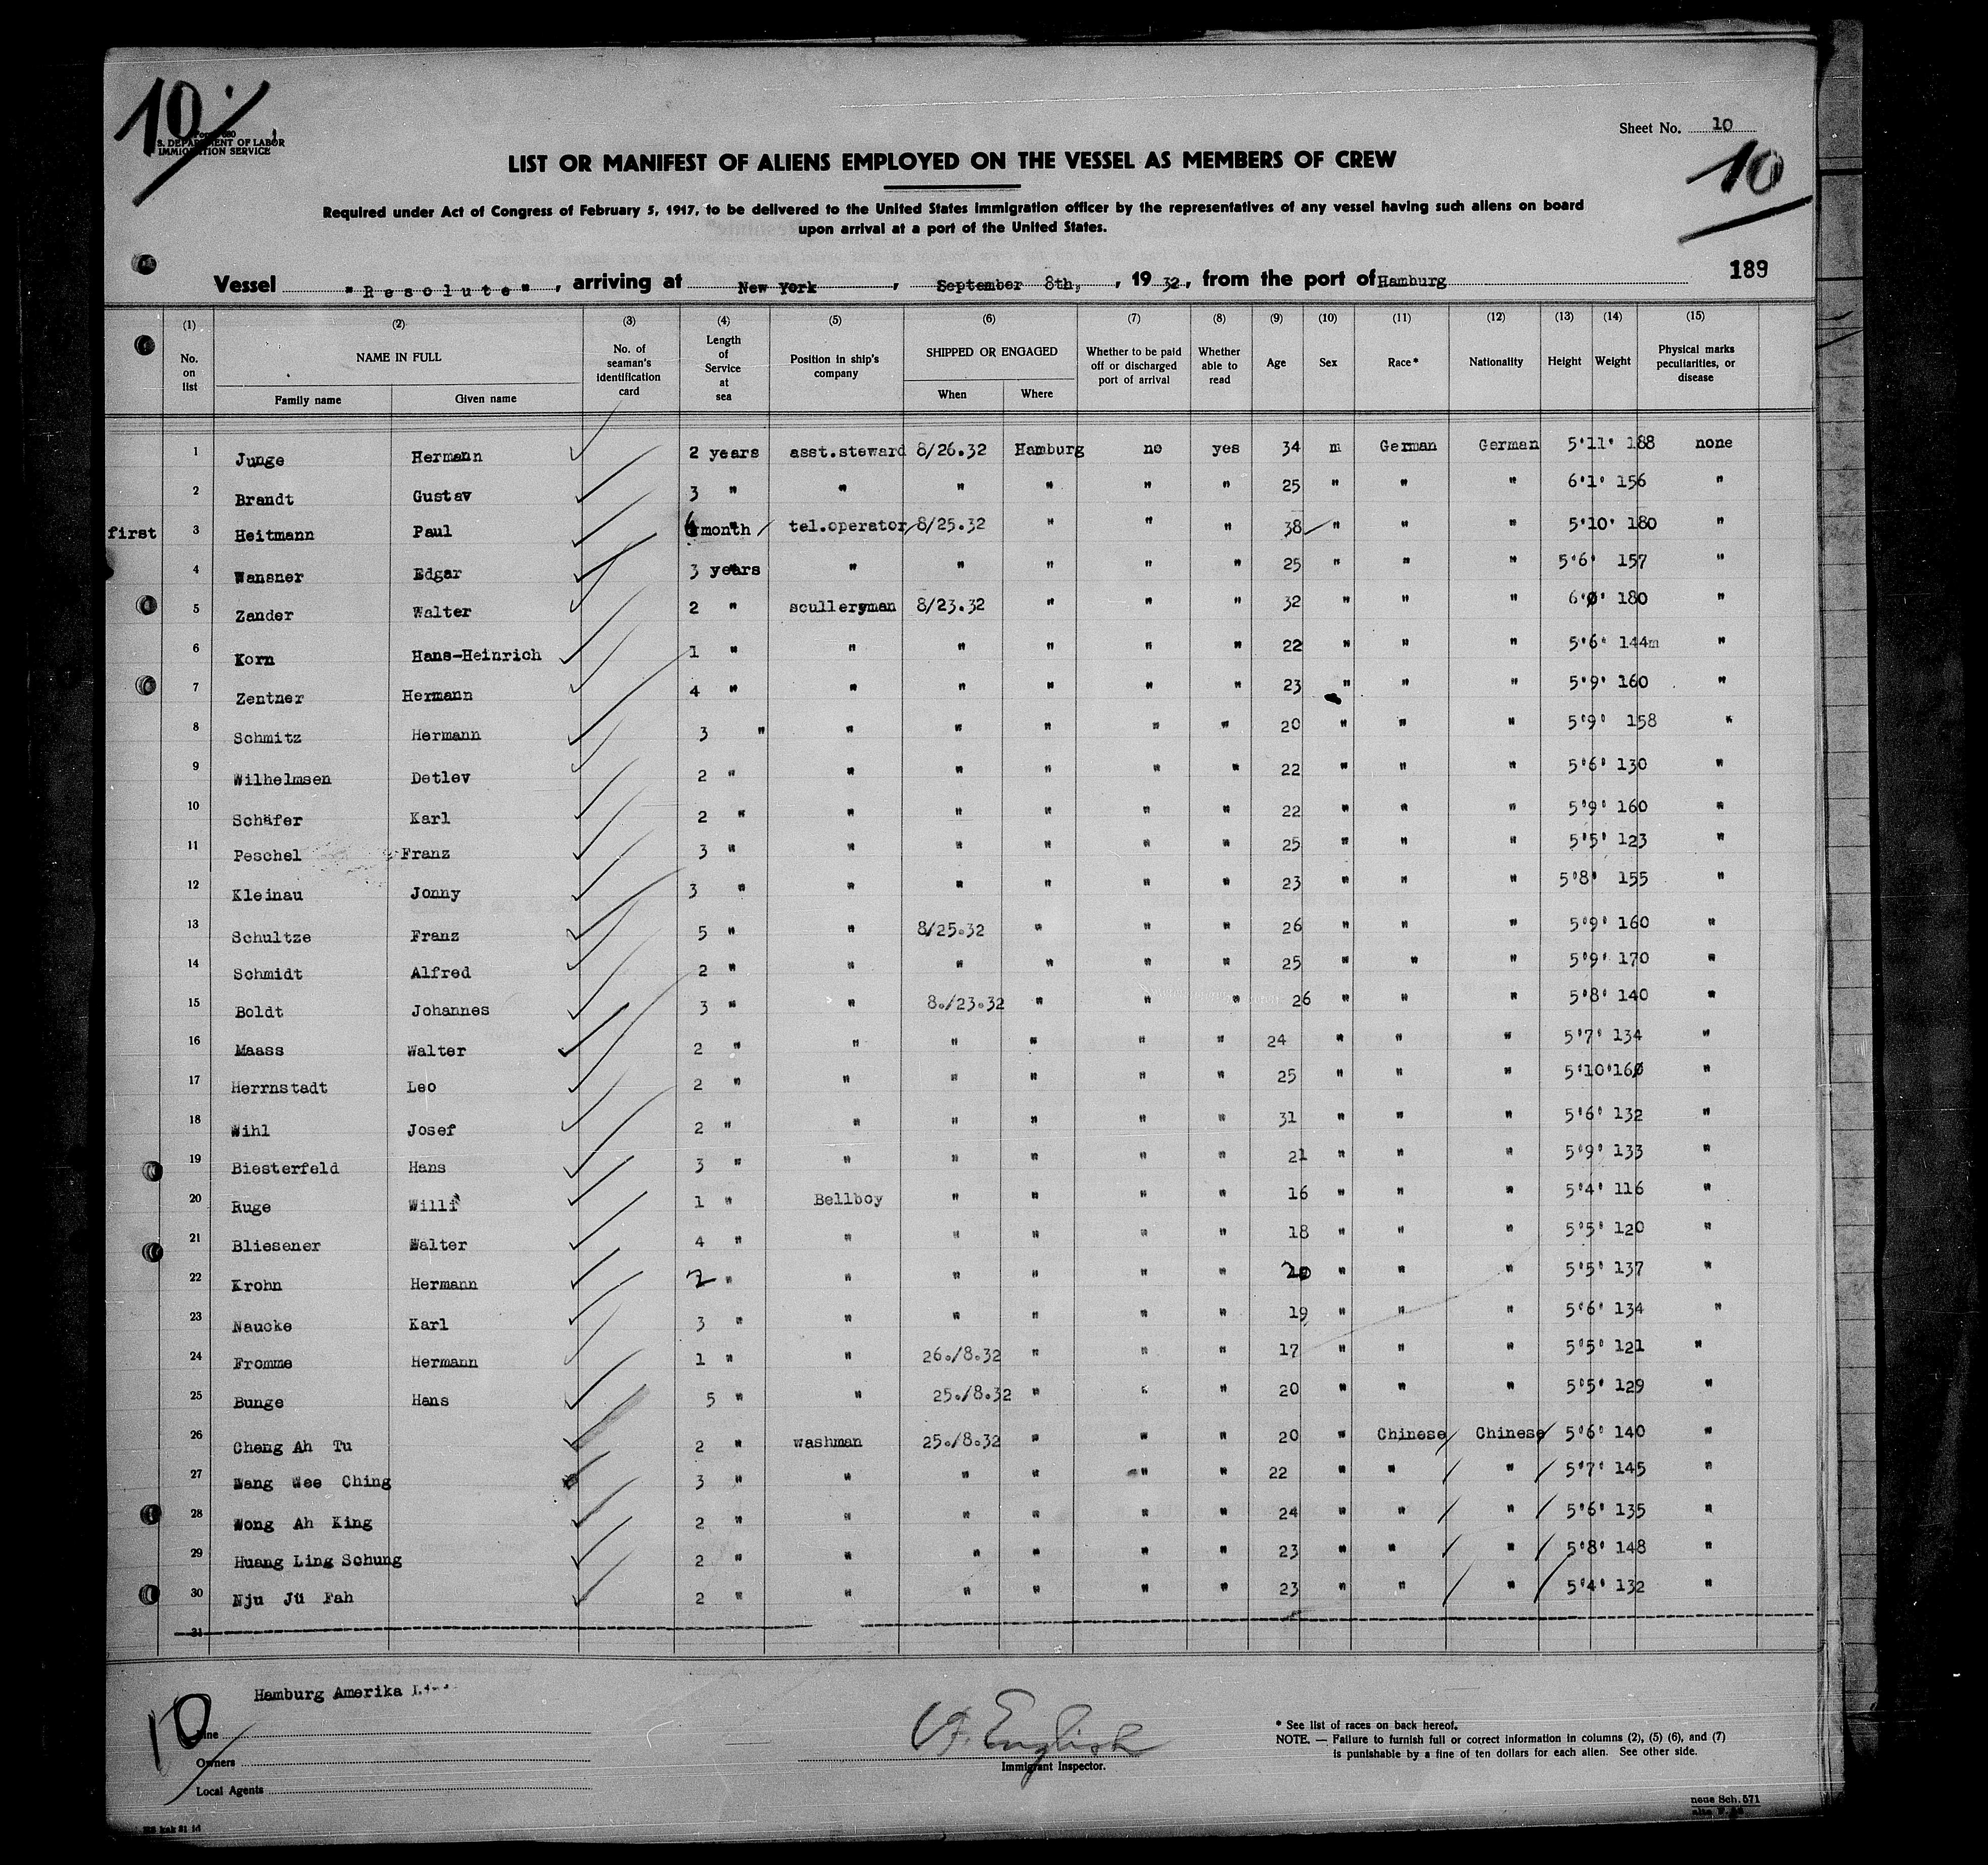 10
Form 680
S. DEPARTMENT OF LABOR
IMMIGRATION SERVICE
Sheet No. 10
10
LIST OR MANIFEST OF ALIENS EMPLOYED ON THE VESSEL AS MEMBERS OF CREW
Required under Act of Congress of February 5, 1917, to be delivered to the United States immigration officer by the representatives of any vessel having such aliens on board
upon arrival at a port of the United States.
189
Vessel "Resolute", arriving at New York, September 8th, 1932, from the port of Hamburg
(1) (2) (3) (4) (5) (6) (7) (8) (9) (10) (11) (12) (13) (14) (15)
No. on list NAME IN FULL Family name Given name No. of seaman's identification card Length of Service at sea Position in ship's company SHIPPED OR ENGAGED When Where Whether to be paid off or discharged port of arrival Whether able to read Age Sex Race* Nationality Height Weight Physical marks peculiarities, or disease
1 Junge Hermann 2 years asst.steward 8/26.32 Hamburg no yes 34 m German German 5'11' 188 none
2 Brandt Gustav 3 " " " " " " 25 " " " 6'1' 156 "
first 3 Heitmann Paul 6 month tel.operator 8/25.32 " " " 38 " " " 5'10' 180 "
4 Wansner Edgar 3 years " " " " " 25 " " " 5'6' 157 "
5 Zander Walter 2 " sculleryman 8/23.32 " " " 32 " " " 6'0' 180 "
6 Korn Hans-Heinrich 1 " " " " " " 22 " " " 5'6' 144m "
7 Zentner Hermann 4 " " " " " " 23 " " " 5'9' 160 "
8 Schmitz Hermann 3 " " " " " " 20 " " " 5'9' 158 "
9 Wilhelmsen Detlev 2 " " " " " " 22 " " " 5'6' 130 "
10 Schäfer Karl 2 " " " " " " 22 " " " 5'9' 160 "
11 Peschel Franz 3 " " " " " " 25 " " " 5'5' 123 "
12 Kleinau Jonny 3 " " " " " " 23 " " " 5'8' 155 "
13 Schultze Franz 5 " " 8/25.32 " " " 26 " " " 5'9' 160 "
14 Schmidt Alfred 2 " " " " " " 25 " " " 5'9' 170 "
15 Boldt Johannes 3 " " 8./23.32 " " " 26 " " " 5'8' 140 "
16 Maass Walter 2 " " " " " " 24 " " " 5'7' 134 "
17 Herrnstadt Leo 2 " " " " " " 25 " " " 5'10' 160 "
18 Wihl Josef 2 " " " " " " 31 " " " 5'6' 132 "
19 Biesterfeld Hans 3 " " " " " " 21 " " " 5'9' 133 "
20 Ruge Willi 1 " Bellboy " " " " 16 " " " 5'4' 116 "
21 Bliesener Walter 4 " " " " " " 18 " " " 5'5' 120 "
22 Krohn Hermann 2 " " " " " " 20 " " " 5'5' 137 "
23 Naucke Karl 3 " " " " " " 19 " " " 5'6' 134 "
24 Fromme Hermann 1 " " 26./8.32 " " " 17 " " " 5'5' 121 "
25 Bunge Hans 5 " " 25./8.32 " " " 20 " " " 5'5' 129 "
26 Cheng Ah Tu 2 " washman 25./8.32 " " " 20 " Chinese Chinese 5'6' 140 "
27 Wang Wee Ching 3 " " " " " " 22 " " " 5'7' 145 "
28 Wong Ah King 2 " " " " " " 24 " " " 5'6' 135 "
29 Huang Ling Schung 2 " " " " " " 23 " " " 5'8' 148 "
30 Nju Jü Fah 2 " " " " " " 23 " " " 5'4' 132 "
31
Hamburg Amerika
10
Line
Owners
Local Agents
English
Immigrant Inspector.
* See list of races on back hereof.
NOTE. — Failure to furnish full or correct information in columns (2), (5) (6), and (7)
is punishable by a fine of ten dollars for each alien. See other side.
neue Sch. 571